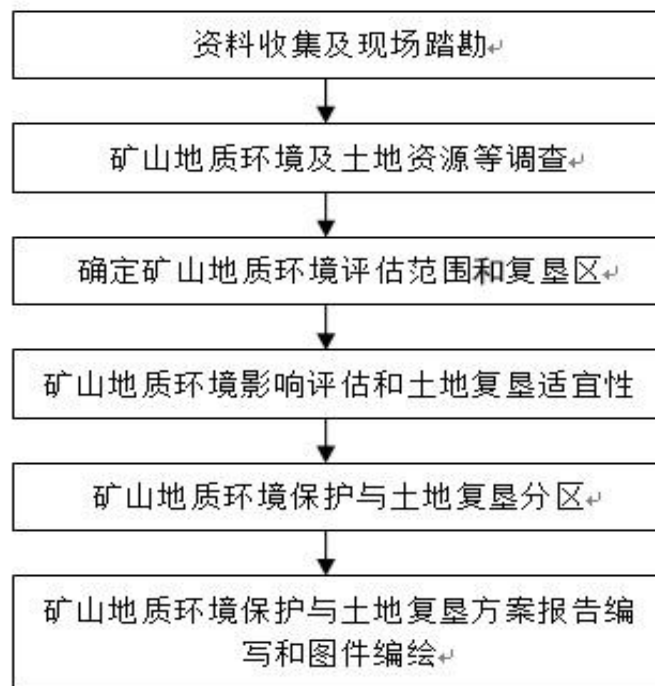 资料收集及现场踏勘
矿山地质环境及土地资源等调查
确定矿山地质环境评估范围和复垦区
矿山地质环境影响评估和土地复垦适宜性
矿山地质环境保护与土地复垦分区
矿山地质环境保护与土地复垦方案报告编
写和图件编绘